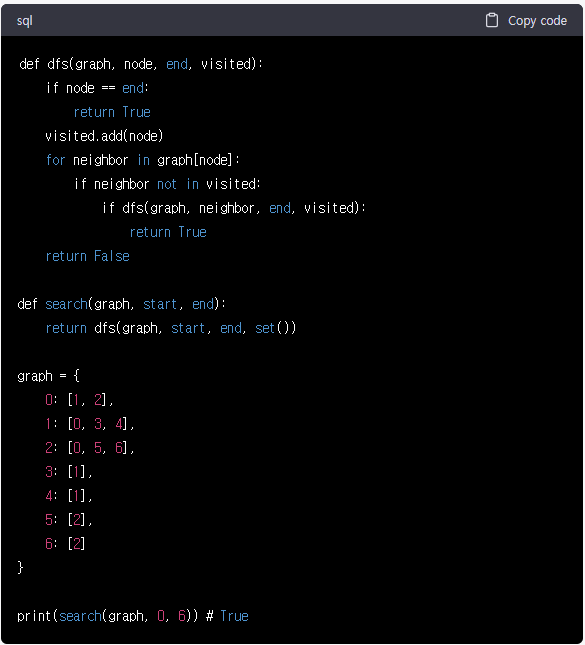 sql
Copy code
def dfs(graph, node, end, visited):
    if node == end:
        return True
    visited.add(node)
    for neighbor in graph[node]:
        if neighbor not in visited:
            if dfs(graph, neighbor, end, visited):
                return True
    return False

def search(graph, start, end):
    return dfs(graph, start, end, set())

graph = {
    0: [1, 2],
    1: [0, 3, 4],
    2: [0, 5, 6],
    3: [1],
    4: [1],
    5: [2],
    6: [2]
}

print(search(graph, 0, 6)) # True